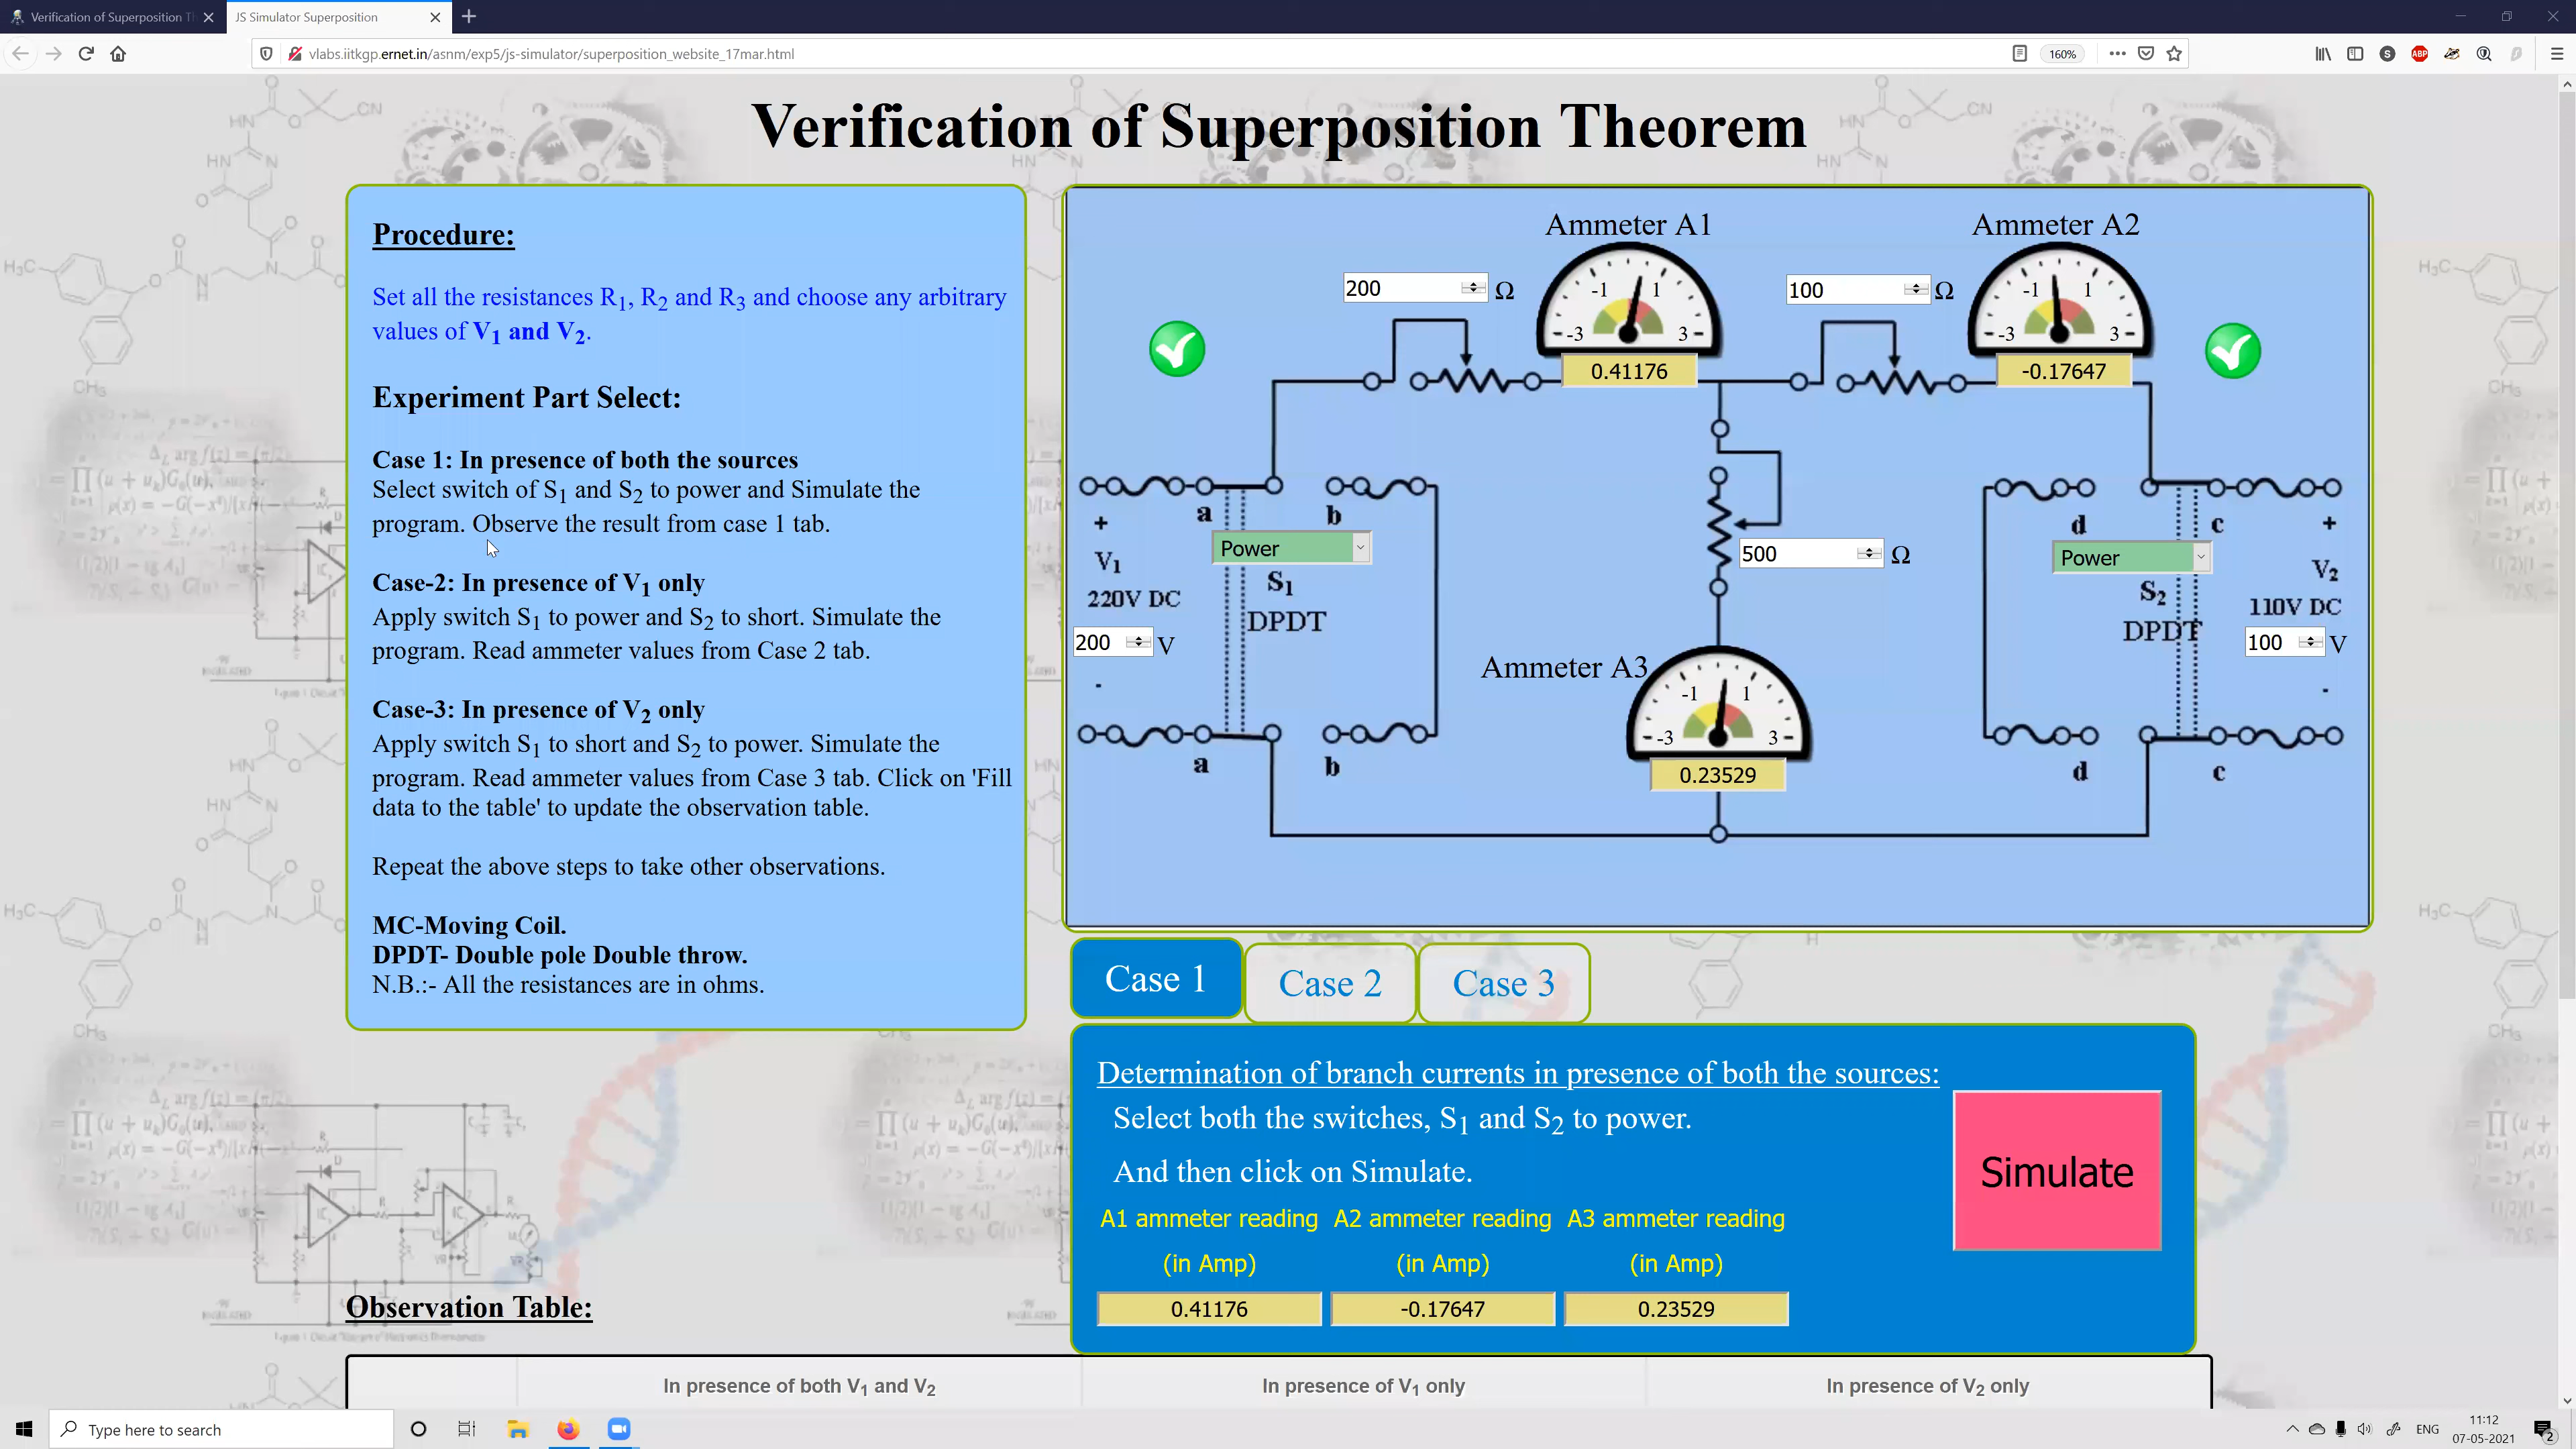 Verification of Superposition Th
JS Simulator Superposition
vlabs.iitkgp.ernet.in/asnm/exp5/js-simulator/superposition_website_17mar.html
160%
Verification of Superposition Theorem
Procedure:
Set all the resistances R1, R2 and R3 and choose any arbitrary
values of V1 and V2.
Experiment Part Select:
Case 1: In presence of both the sources
Select switch of S1 and S2 to power and Simulate the
program. Observe the result from case 1 tab.
Case-2: In presence of V1 only
Apply switch S1 to power and S2 to short. Simulate the
program. Read ammeter values from Case 2 tab.
Case-3: In presence of V2 only
Apply switch S1 to short and S2 to power. Simulate the
program. Read ammeter values from Case 3 tab. Click on 'Fill
data to the table' to update the observation table.
Repeat the above steps to take other observations.
MC-Moving Coil.
DPDT- Double pole Double throw.
N.B.:- All the resistances are in ohms.
Ammeter A1
Ammeter A2
200 Ω
-1 1
-3 3
0.41176
100 Ω
-1 1
-3 3
-0.17647
a b
+
V1
220V DC
200 V
-
Power
S1
DPDT
a b
500 Ω
Ammeter A3
-1 1
-3 3
0.23529
d c
+
Power
S2
DPDT
V2
110V DC
100 V
-
d c
Case 1
Case 2
Case 3
Determination of branch currents in presence of both the sources:
Select both the switches, S1 and S2 to power.
And then click on Simulate.
Simulate
A1 ammeter reading A2 ammeter reading A3 ammeter reading
(in Amp) (in Amp) (in Amp)
0.41176 -0.17647 0.23529
Observation Table:
In presence of both V1 and V2
In presence of V1 only
In presence of V2 only
Type here to search
ENG
11:12
07-05-2021
2